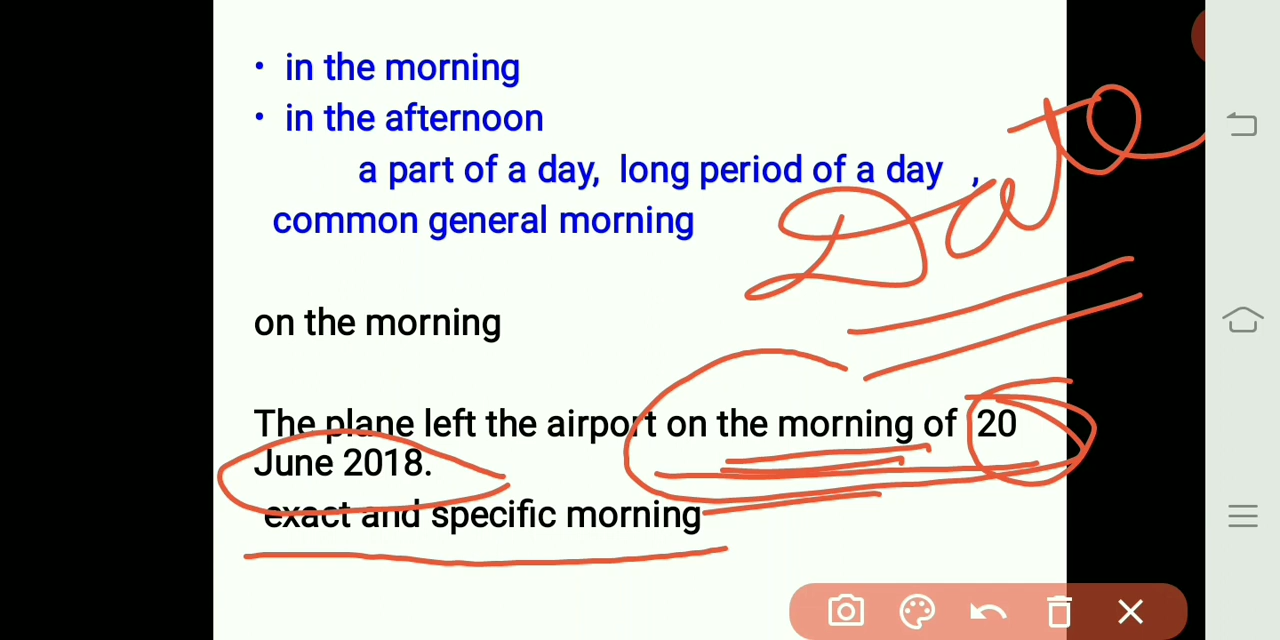 • in the morning
• in the afternoon
a part of a day, long period of a day ,
common general morning
Date
on the morning
The plane left the airport on the morning of 20
June 2018.
exact and specific morning